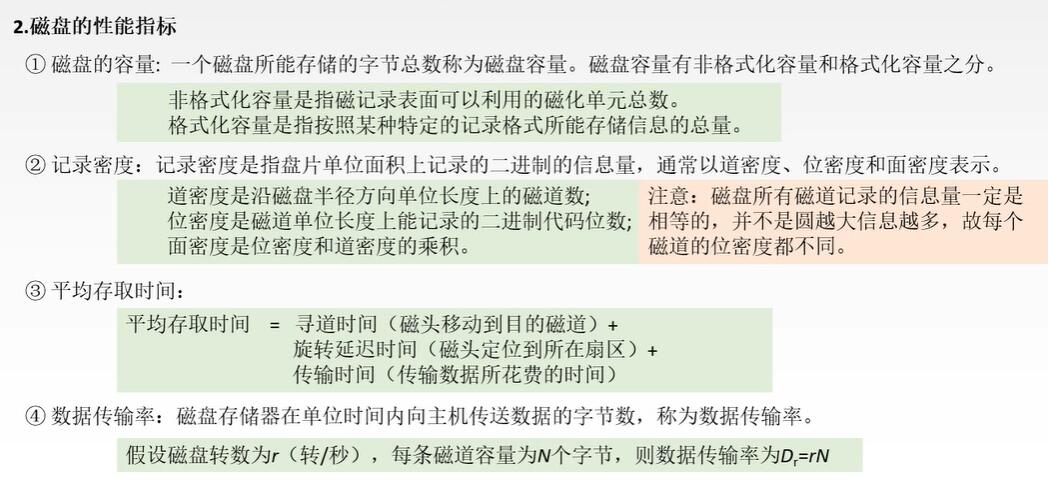 2.磁盘的性能指标
① 磁盘的容量: 一个磁盘所能存储的字节总数称为磁盘容量。磁盘容量有非格式化容量和格式化容量之分。
非格式化容量是指磁记录表面可以利用的磁化单元总数。
格式化容量是指按照某种特定的记录格式所能存储信息的总量。
② 记录密度：记录密度是指盘片单位面积上记录的二进制的信息量，通常以道密度、位密度和面密度表示。
道密度是沿磁盘半径方向单位长度上的磁道数;
位密度是磁道单位长度上能记录的二进制代码位数;
面密度是位密度和道密度的乘积。
注意：磁盘所有磁道记录的信息量一定是
相等的，并不是圆越大信息越多，故每个
磁道的位密度都不同。
③ 平均存取时间：
平均存取时间 = 寻道时间（磁头移动到目的磁道）+
旋转延迟时间（磁头定位到所在扇区）+
传输时间（传输数据所花费的时间）
④ 数据传输率：磁盘存储器在单位时间内向主机传送数据的字节数，称为数据传输率。
假设磁盘转数为r（转/秒），每条磁道容量为N个字节，则数据传输率为Dr=rN